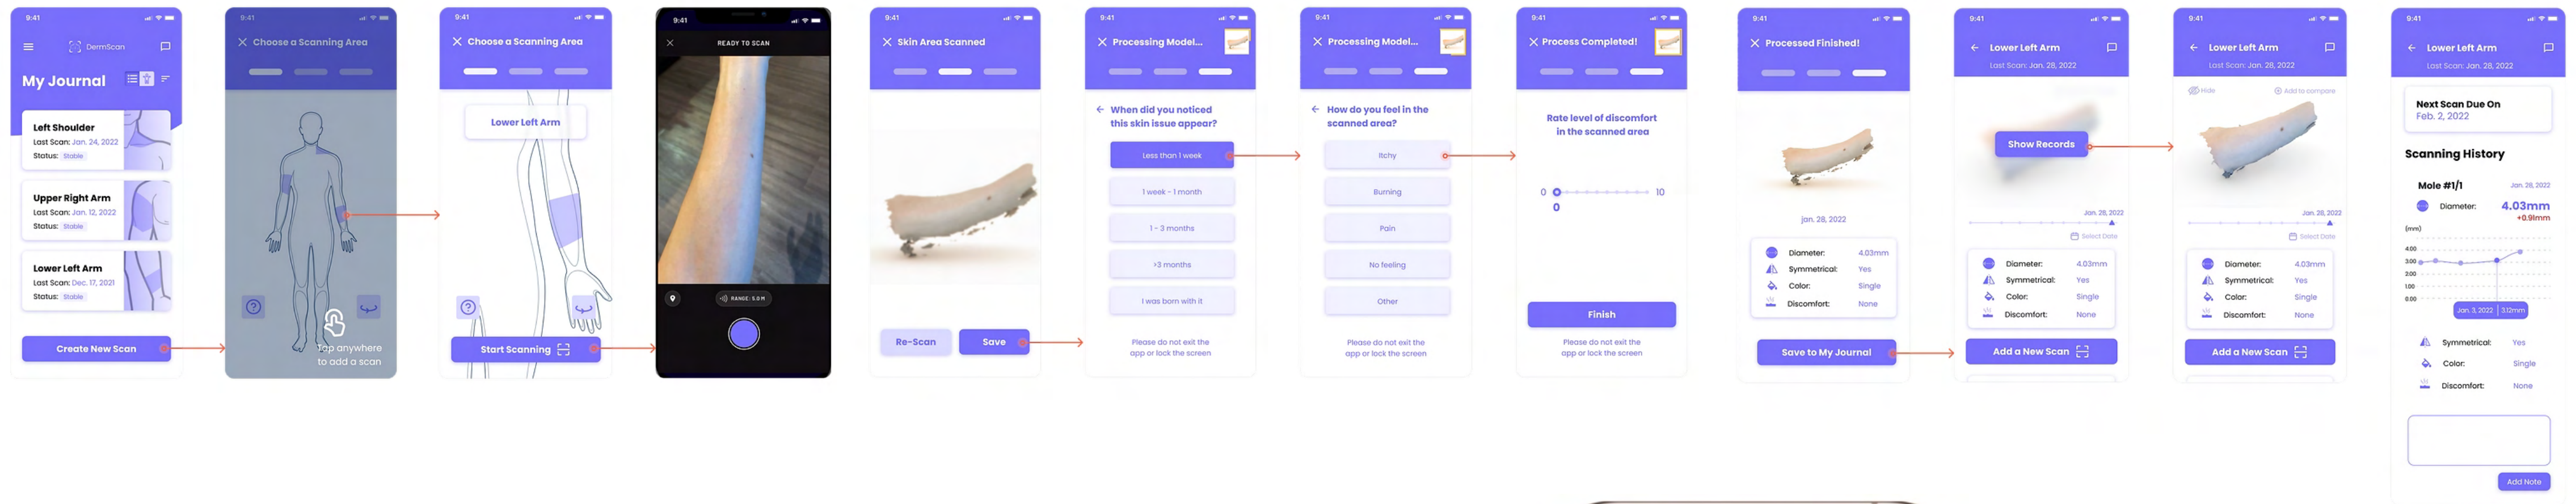 9:41
DermScan
My Journal
Left Shoulder
Last Scan: Jan. 24, 2022
Status: Stable
Upper Right Arm
Last Scan: Jan. 12, 2022
Status: Stable
Lower Left Arm
Last Scan: Dec. 17, 2021
Status: Stable
Create New Scan
9:41
Choose a Scanning Area
?
Tap anywhere
to add a scan
9:41
Choose a Scanning Area
Lower Left Arm
?
Start Scanning
9:41
READY TO SCAN
RANGE: 5.0 M
9:41
Skin Area Scanned
Re-Scan
Save
9:41
Processing Model...
When did you noticed
this skin issue appear?
Less than 1 week
1 week - 1 month
1 - 3 months
>3 months
I was born with it
Please do not exit the
app or lock the screen
9:41
Processing Model...
How do you feel in the
scanned area?
Itchy
Burning
Pain
No feeling
Other
Please do not exit the
app or lock the screen
9:41
Process Completed!
Rate level of discomfort
in the scanned area
0 10
0
Finish
Please do not exit the
app or lock the screen
9:41
Processed Finished!
jan. 28, 2022
Diameter: 4.03mm
Symmetrical: Yes
Color: Single
Discomfort: None
Save to My Journal
9:41
Lower Left Arm
Last Scan: Jan. 28, 2022
Show Records
Jan. 28, 2022
Select Date
Diameter: 4.03mm
Symmetrical: Yes
Color: Single
Discomfort: None
Add a New Scan
9:41
Lower Left Arm
Last Scan: Jan. 28, 2022
Hide Add to compare
Jan. 28, 2022
Select Date
Diameter: 4.03mm
Symmetrical: Yes
Color: Single
Discomfort: None
Add a New Scan
9:41
Lower Left Arm
Last Scan: Jan. 28, 2022
Next Scan Due On
Feb. 2, 2022
Scanning History
Mole #1/1 Jan. 28, 2022
Diameter: 4.03mm
+0.91mm
(mm)
4.00
3.00
2.00
1.00
0.00
Jan. 3, 2022 3.12mm
Symmetrical: Yes
Color: Single
Discomfort: None
Add Note